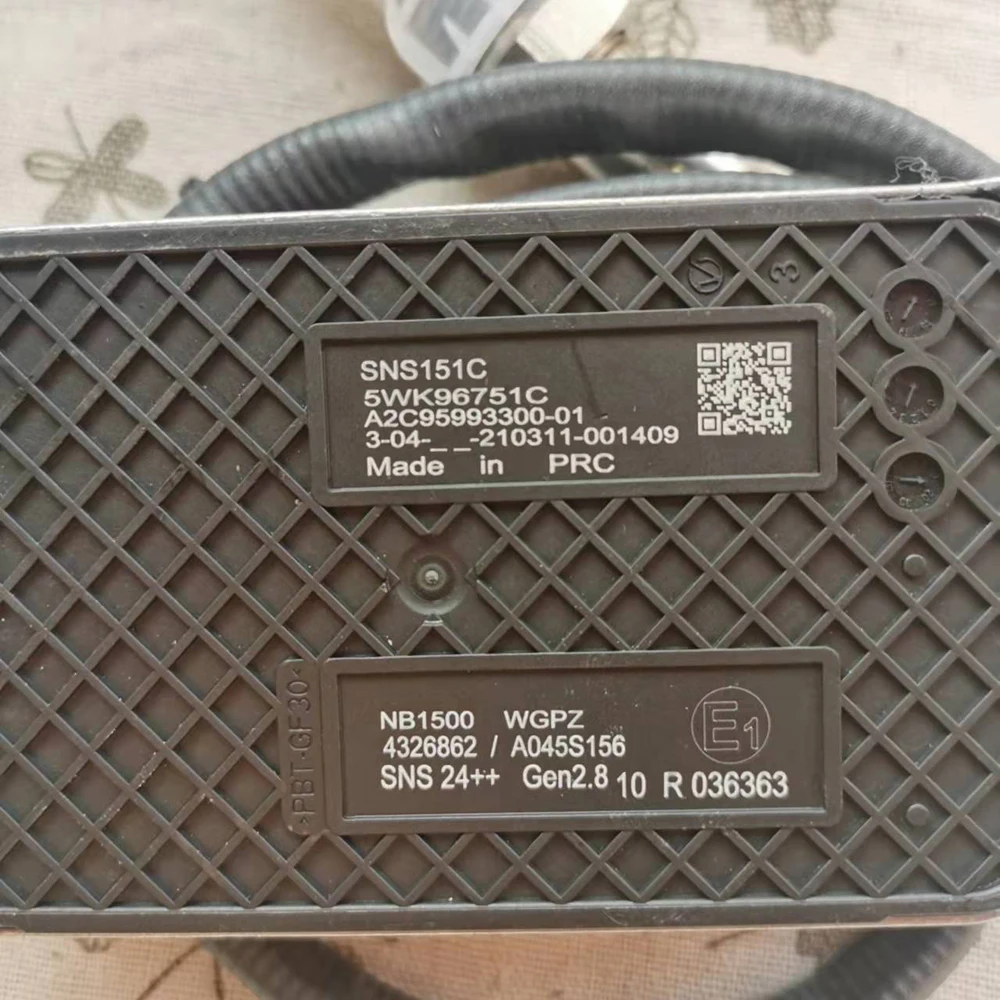 3
SNS151C
5WK96751C
A2C95993300-01
3-04-_ _-210311-001409
Made in PRC
>PBT-GF30<
NB1500 WGPZ
4326862 / A045S156
SNS 24++ Gen2.8
E1
10 R 036363